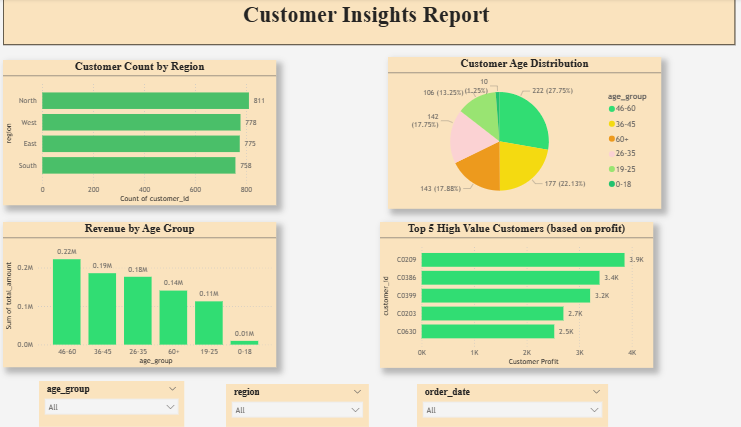 Customer Insights Report
Customer Count by Region
North
811
West
778
East
775
South
758
region
0 200 400 600 800
Count of customer_id
Customer Age Distribution
10
(1.25%)
106 (13.25%)
222 (27.75%)
142
(17.75%)
143 (17.88%)
177 (22.13%)
age_group
46-60
36-45
60+
26-35
19-25
0-18
Revenue by Age Group
Sum of total_amount
0.2M
0.1M
0.0M
0.22M
0.19M
0.18M
0.14M
0.11M
0.01M
46-60 36-45 26-35 60+ 19-25 0-18
age_group
Top 5 High Value Customers (based on profit)
customer_id
C0209
3.9K
C0386
3.4K
C0399
3.2K
C0203
2.7K
C0630
2.5K
0K 1K 2K 3K 4K
Customer Profit
age_group
All
region
All
order_date
All